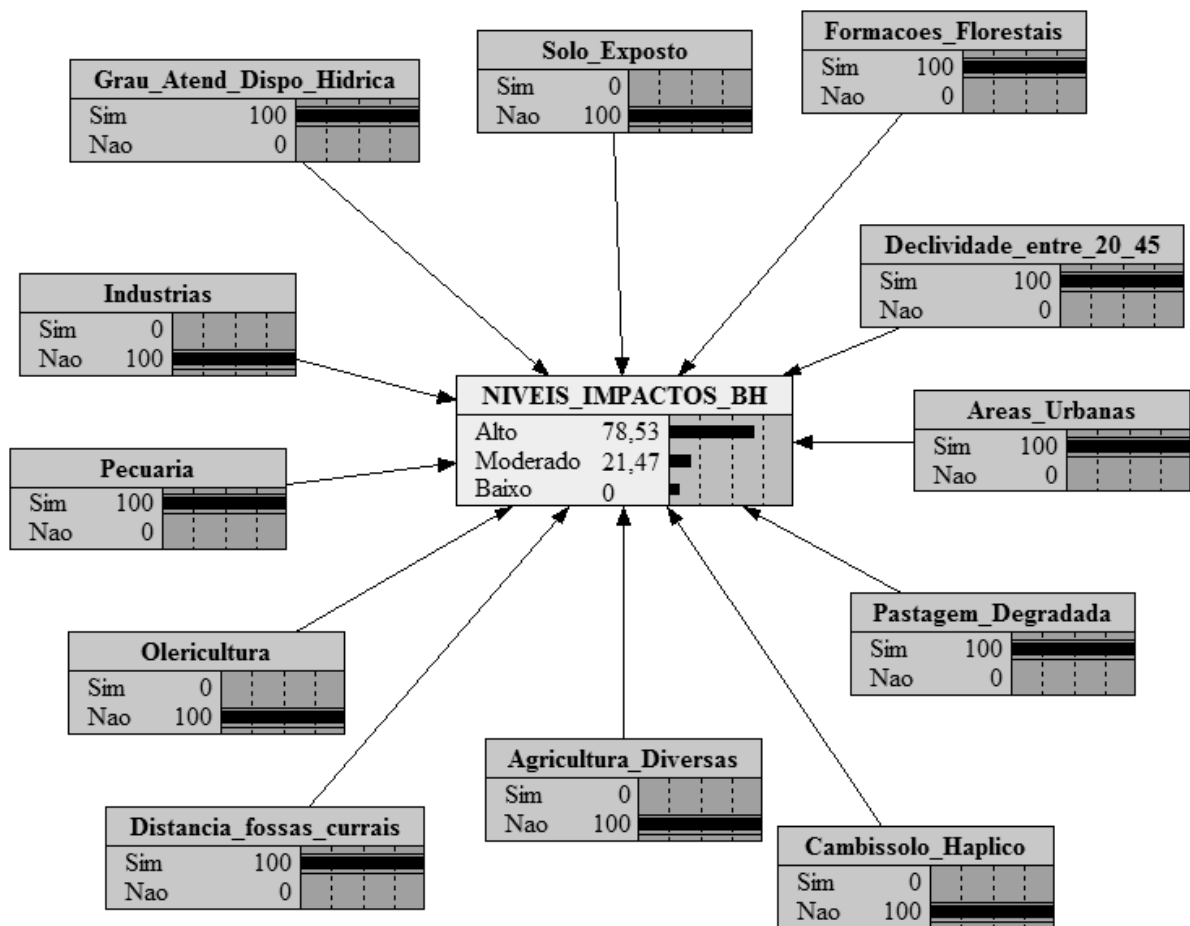 Grau_Atend_Dispo_Hidrica
Sim 100
Nao 0
Solo_Exposto
Sim 0
Nao 100
Formacoes_Florestais
Sim 100
Nao 0
Declividade_entre_20_45
Sim 100
Nao 0
Industrias
Sim 0
Nao 100
NIVEIS_IMPACTOS_BH
Alto 78,53
Moderado 21,47
Baixo 0
Areas_Urbanas
Sim 100
Nao 0
Pecuaria
Sim 100
Nao 0
Pastagem_Degradada
Sim 100
Nao 0
Olericultura
Sim 0
Nao 100
Agricultura_Diversas
Sim 0
Nao 100
Distancia_fossas_currais
Sim 100
Nao 0
Cambissolo_Haplico
Sim 0
Nao 100